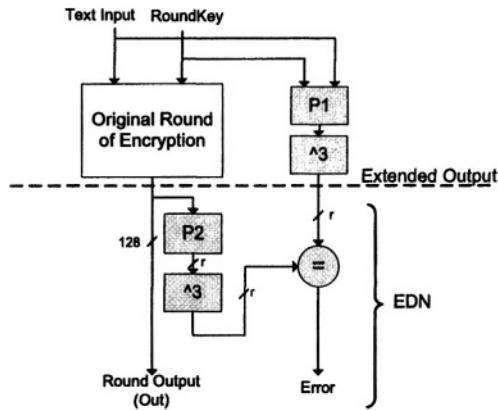 Text Input
RoundKey
Original Round
of Encryption
P1
^3
Extended Output
r
128
P2
r
^3
r
=
EDN
Round Output
(Out)
Error